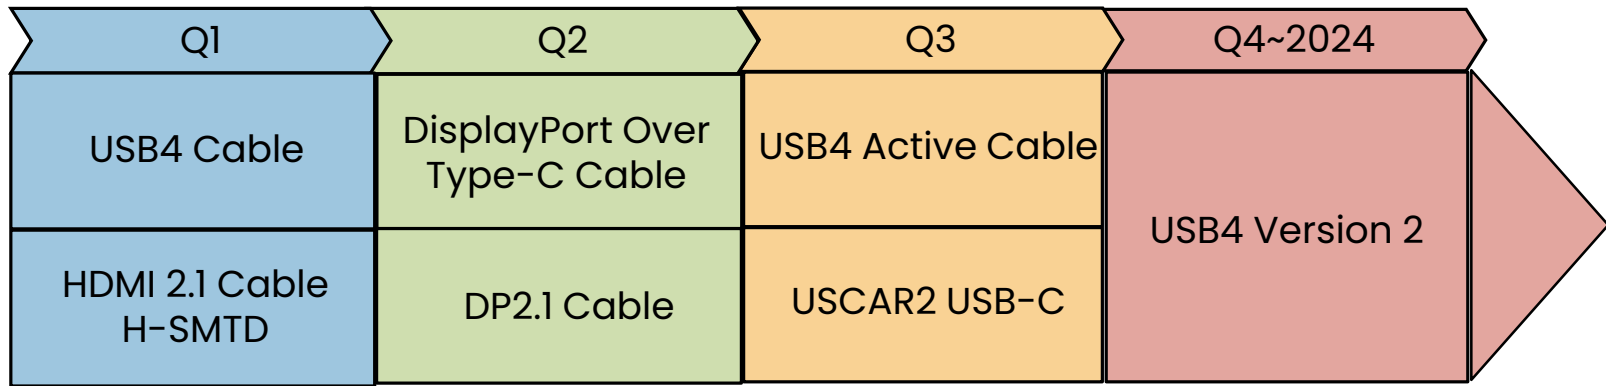 Q1
Q2
Q3
Q4~2024
USB4 Cable
DisplayPort Over
Type-C Cable
USB4 Active Cable
USB4 Version 2
HDMI 2.1 Cable
H-SMTD
DP2.1 Cable
USCAR2 USB-C